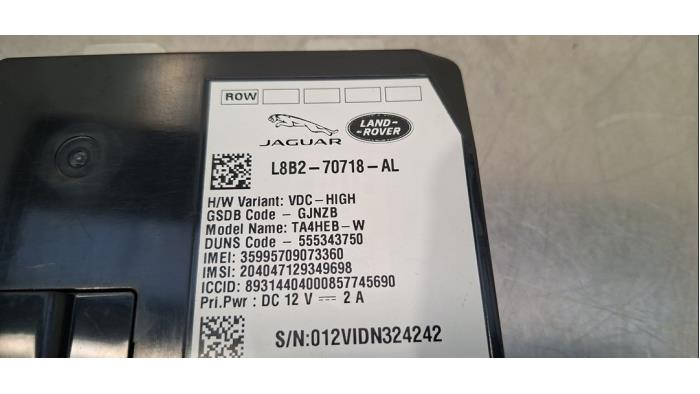 ROW
JAGUAR
LAND-
-ROVER
L8B2-70718-AL
H/W Variant: VDC-HIGH
GSDB Code - GJNZB
Model Name: TA4HEB-W
DUNS Code - 555343750
IMEI: 35995709073360
IMSI: 204047129349698
ICCID: 89314404000857745690
Pri.Pwr : DC 12 V ⎓ 2 A
S/N:012VIDN324242